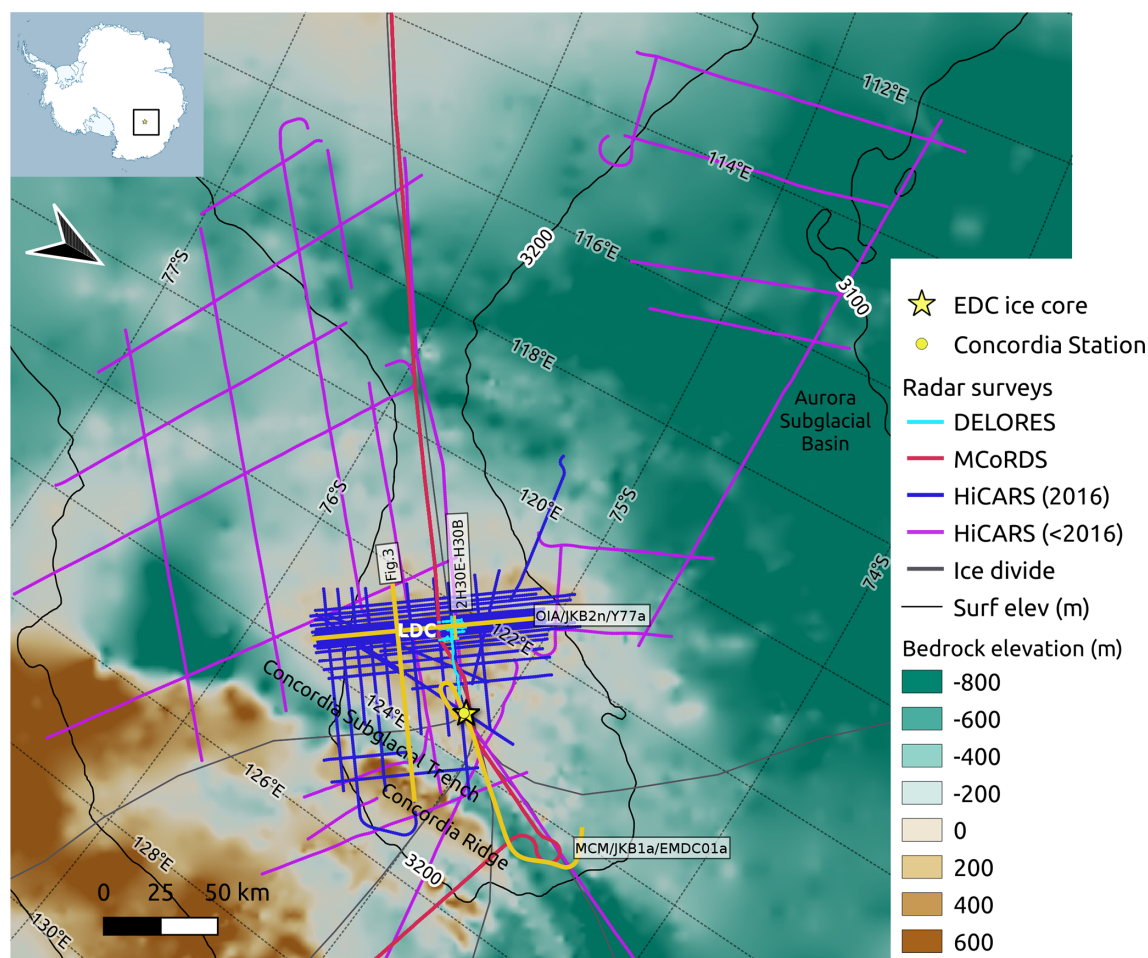 112°E
114°E
116°E
3200
77°S
3100
118°E
Aurora
Subglacial
Basin
76°S
120°E
75°S
74°S
Fig.3
2H30E-H30B
OIA/JKB2n/Y77a
LDC
122°E
124°E
Concordia Subglacial Trench
126°E
Concordia Ridge
MCM/JKB1a/EMDC01a
128°E
3200
130°E
0 25 50 km
EDC ice core
Concordia Station
Radar surveys
DELORES
MCoRDS
HiCARS (2016)
HiCARS (<2016)
Ice divide
Surf elev (m)
Bedrock elevation (m)
-800
-600
-400
-200
0
200
400
600